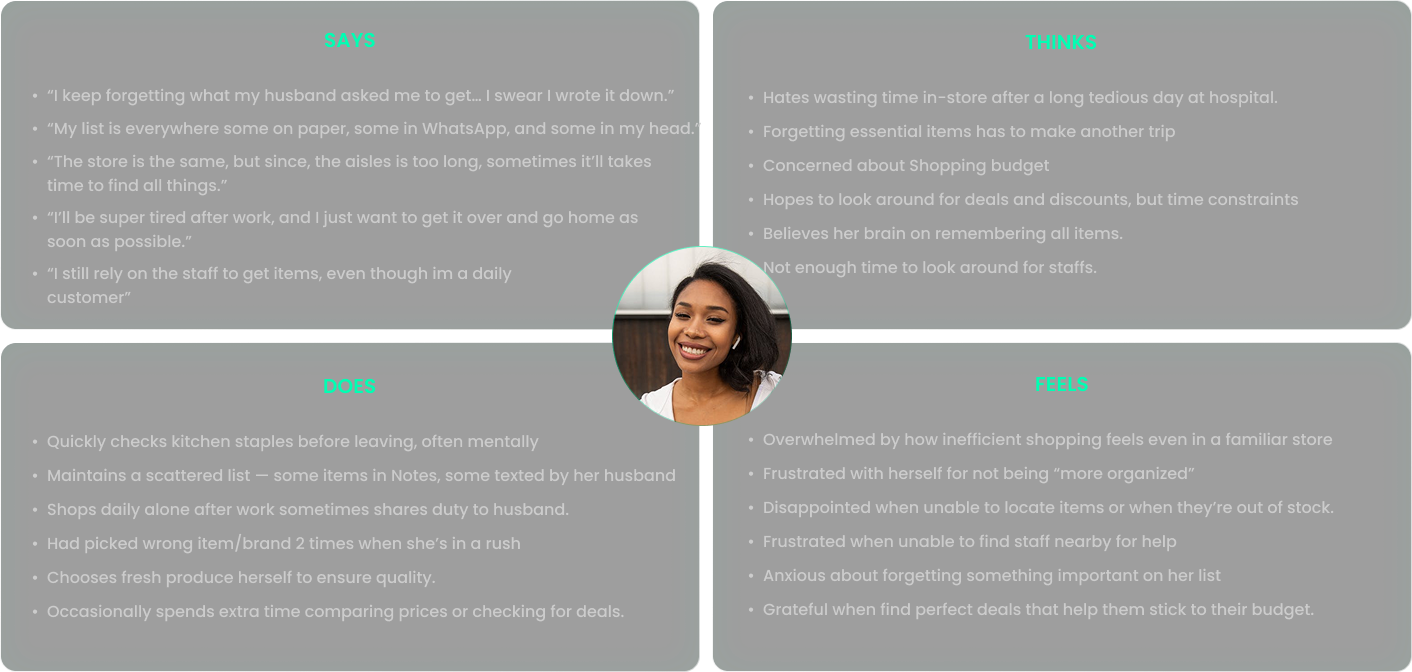 SAYS
• “I keep forgetting what my husband asked me to get... I swear I wrote it down.”
• “My list is everywhere some on paper, some in WhatsApp, and some in my head.”
• “The store is the same, but since, the aisles is too long, sometimes it’ll takes
time to find all things.”
• “I’ll be super tired after work, and I just want to get it over and go home as
soon as possible.”
• “I still rely on the staff to get items, even though im a daily
customer”
THINKS
• Hates wasting time in-store after a long tedious day at hospital.
• Forgetting essential items has to make another trip
• Concerned about Shopping budget
• Hopes to look around for deals and discounts, but time constraints
• Believes her brain on remembering all items.
Not enough time to look around for staffs.
DOES
• Quickly checks kitchen staples before leaving, often mentally
• Maintains a scattered list — some items in Notes, some texted by her husband
• Shops daily alone after work sometimes shares duty to husband.
• Had picked wrong item/brand 2 times when she’s in a rush
• Chooses fresh produce herself to ensure quality.
• Occasionally spends extra time comparing prices or checking for deals.
FEELS
• Overwhelmed by how inefficient shopping feels even in a familiar store
• Frustrated with herself for not being “more organized”
• Disappointed when unable to locate items or when they’re out of stock.
• Frustrated when unable to find staff nearby for help
• Anxious about forgetting something important on her list
• Grateful when find perfect deals that help them stick to their budget.